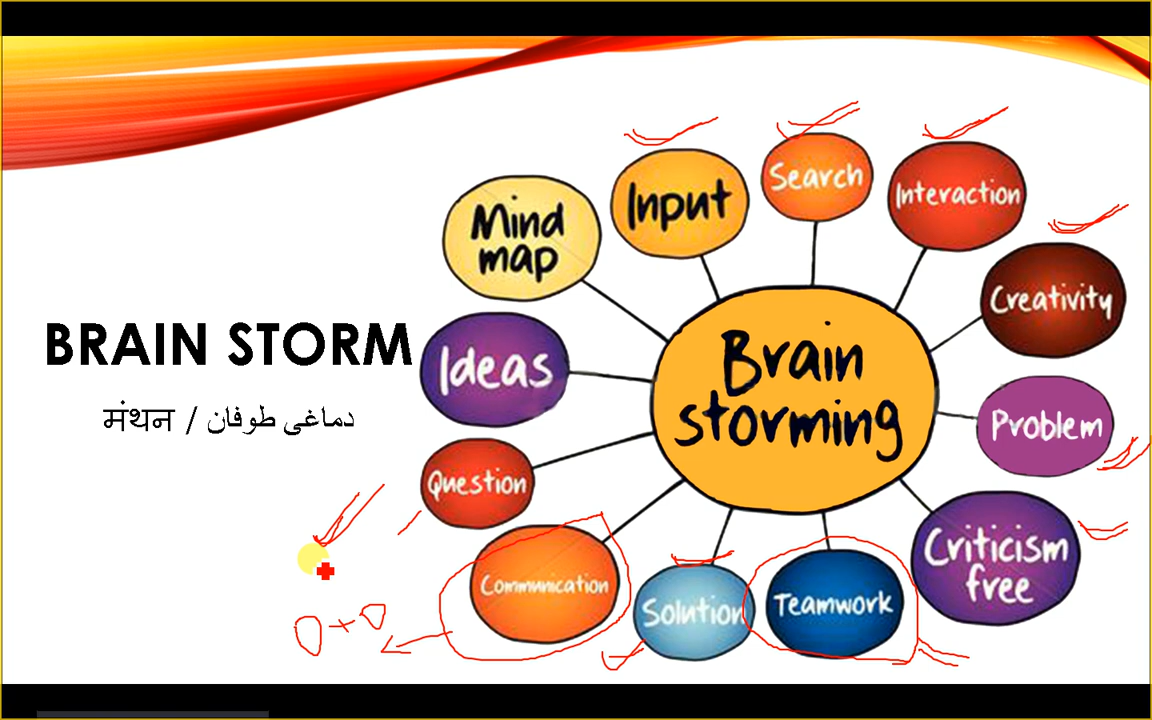 BRAIN STORM
मंथन / دماغی طوفان
Mind
map
Input
Search
Interaction
Creativity
Problem
Criticism
free
Teamwork
Solution
Communication
Question
Ideas
Brain
storming